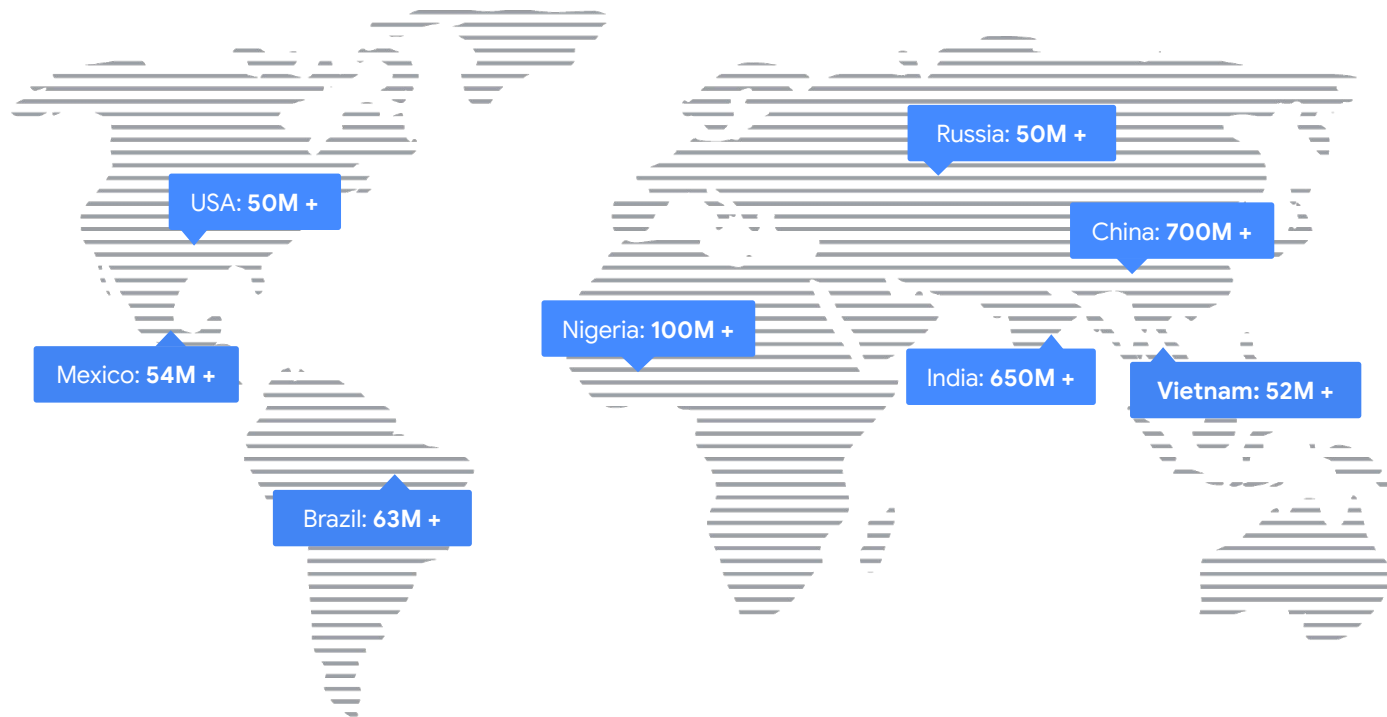 Russia: 50M +
USA: 50M +
China: 700M +
Nigeria: 100M +
Mexico: 54M +
India: 650M +
Vietnam: 52M +
Brazil: 63M +